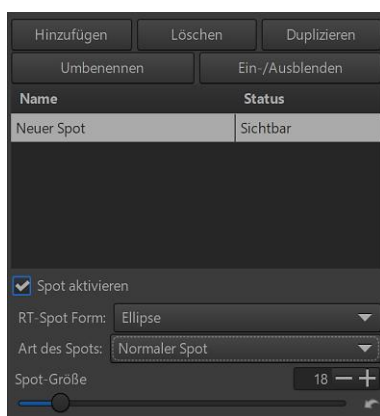 Hinzufügen Löschen Duplizieren
Umbenennen Ein-/Ausblenden
Name Status
Neuer Spot Sichtbar
Spot aktivieren
RT-Spot Form: Ellipse
Art des Spots: Normaler Spot
Spot-Größe 18